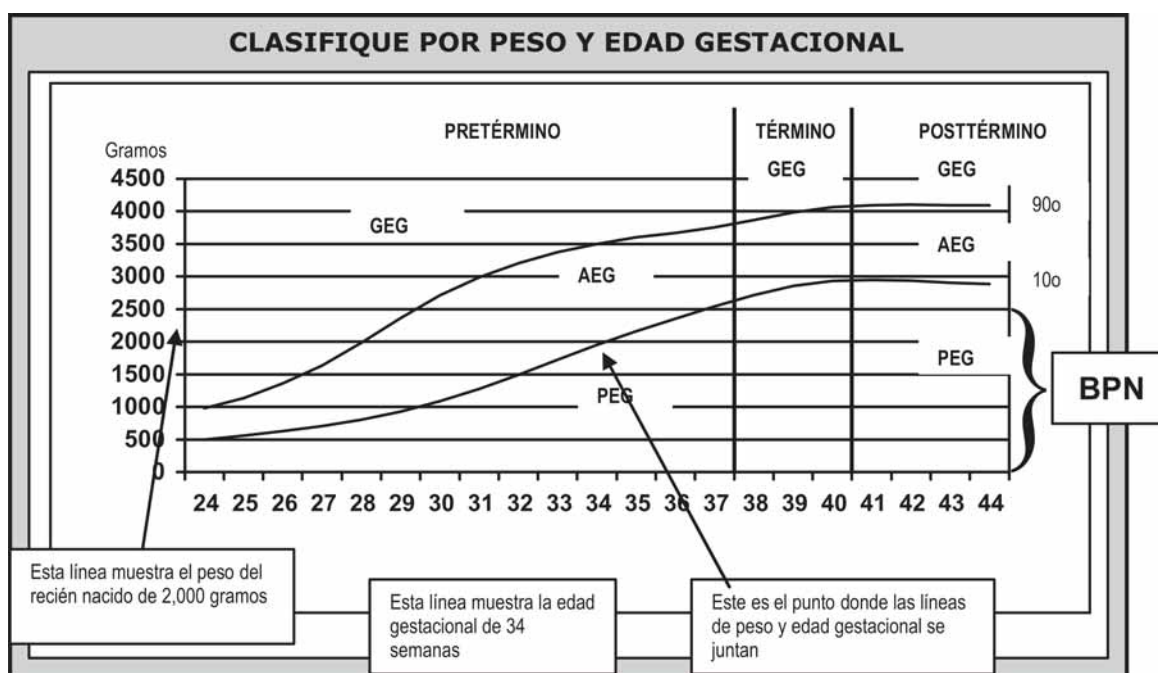 CLASIFIQUE POR PESO Y EDAD GESTACIONAL
PRETÉRMINO
TÉRMINO
POSTTÉRMINO
Gramos
GEG
GEG
GEG
4500
4000
3500
3000
2500
2000
1500
1000
500
0
90o
AEG
AEG
10o
PEG
PEG
BPN
24 25 26 27 28 29 30 31 32 33 34 35 36 37 38 39 40 41 42 43 44
Esta línea muestra el peso del
recién nacido de 2,000 gramos
Esta línea muestra la edad
gestacional de 34
semanas
Este es el punto donde las líneas
de peso y edad gestacional se
juntan